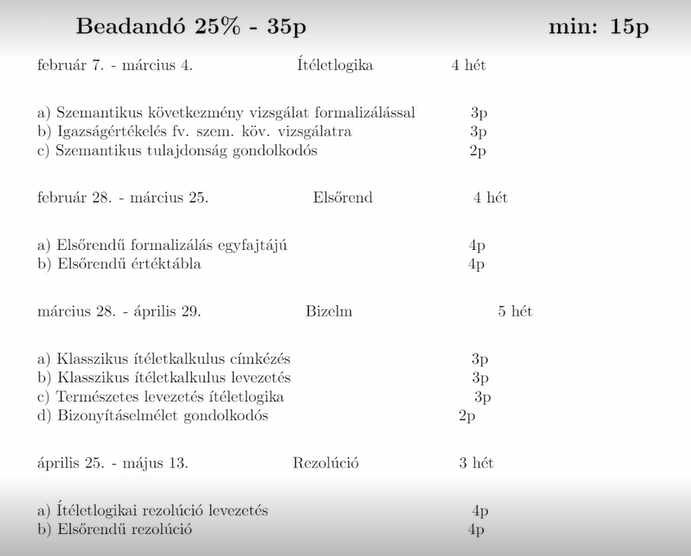 Beadandó 25% - 35p min: 15p
február 7. - március 4. Ítéletlogika 4 hét
a) Szemantikus következmény vizsgálat formalizálással 3p
b) Igazságértékelés fv. szem. köv. vizsgálatra 3p
c) Szemantikus tulajdonság gondolkodós 2p
február 28. - március 25. Elsőrend 4 hét
a) Elsőrendű formalizálás egyfajtájú 4p
b) Elsőrendű értéktábla 4p
március 28. - április 29. Bizelm 5 hét
a) Klasszikus ítéletkalkulus címkézés 3p
b) Klasszikus ítéletkalkulus levezetés 3p
c) Természetes levezetés ítéletlogika 3p
d) Bizonyításelmélet gondolkodós 2p
április 25. - május 13. Rezolúció 3 hét
a) Ítéletlogikai rezolúció levezetés 4p
b) Elsőrendű rezolúció 4p